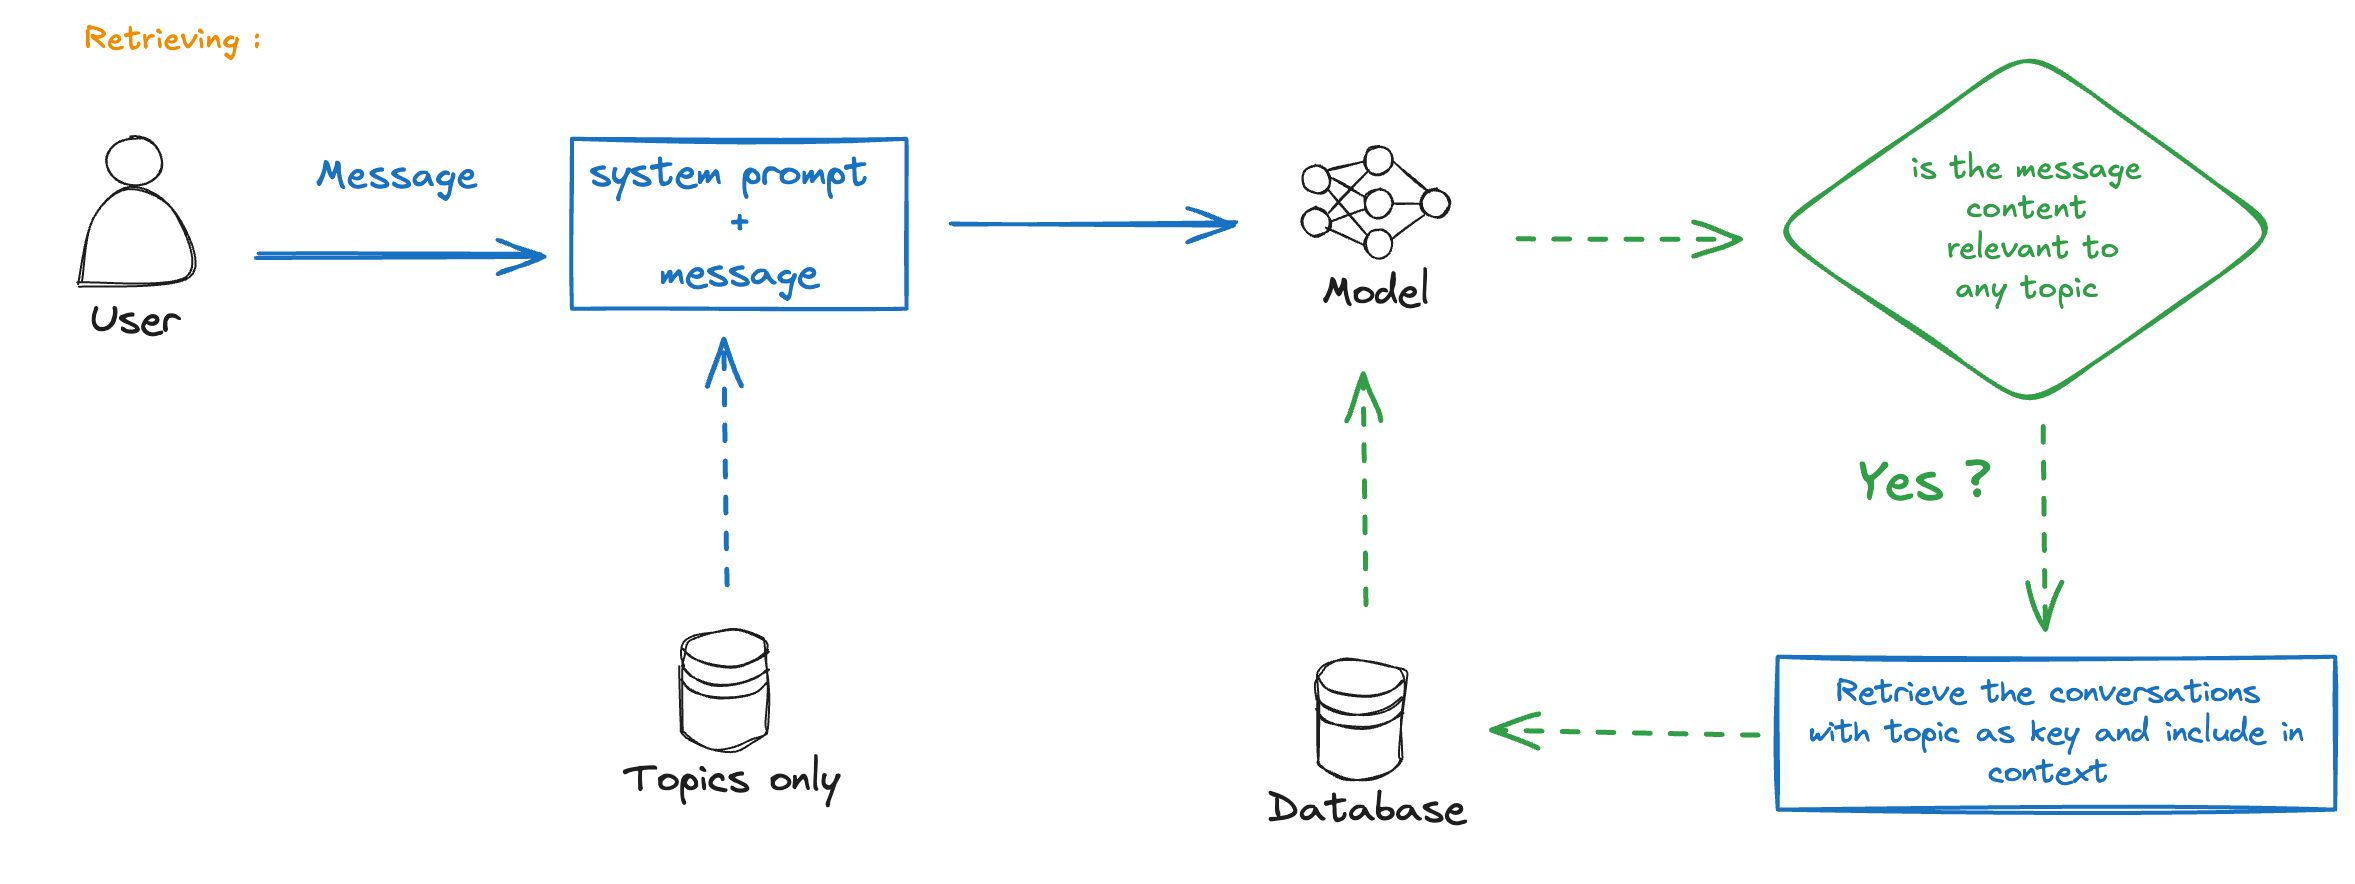 Retrieving :
Message
system prompt
+
message
User
Model
is the message
content
relevant to
any topic
Yes ?
Topics only
Database
Retrieve the conversations
with topic as key and include in
context